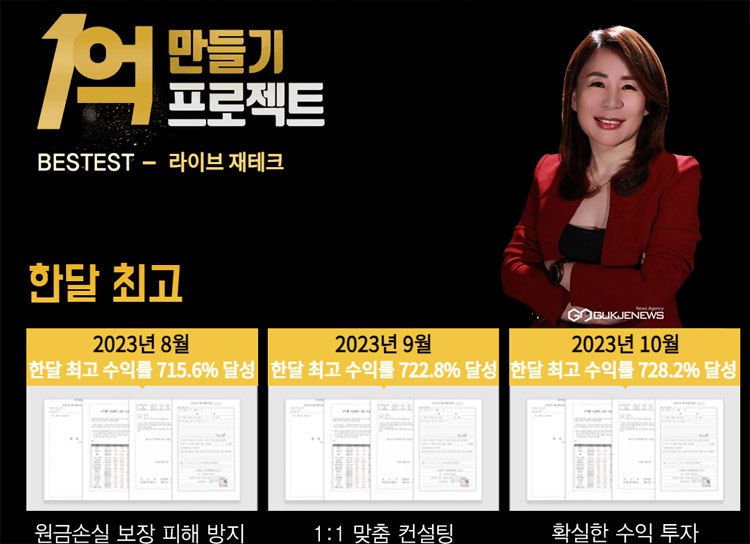 1억 만들기
프로젝트
BESTEST – 라이브 재테크
News Agency
GUKJENEWS
한달 최고
2023년 8월
한달 최고 수익률 715.6% 달성
2023년 9월
한달 최고 수익률 722.8% 달성
2023년 10월
한달 최고 수익률 728.2% 달성
원금손실 보장 피해 방지
1:1 맞춤 컨설팅
확실한 수익 투자